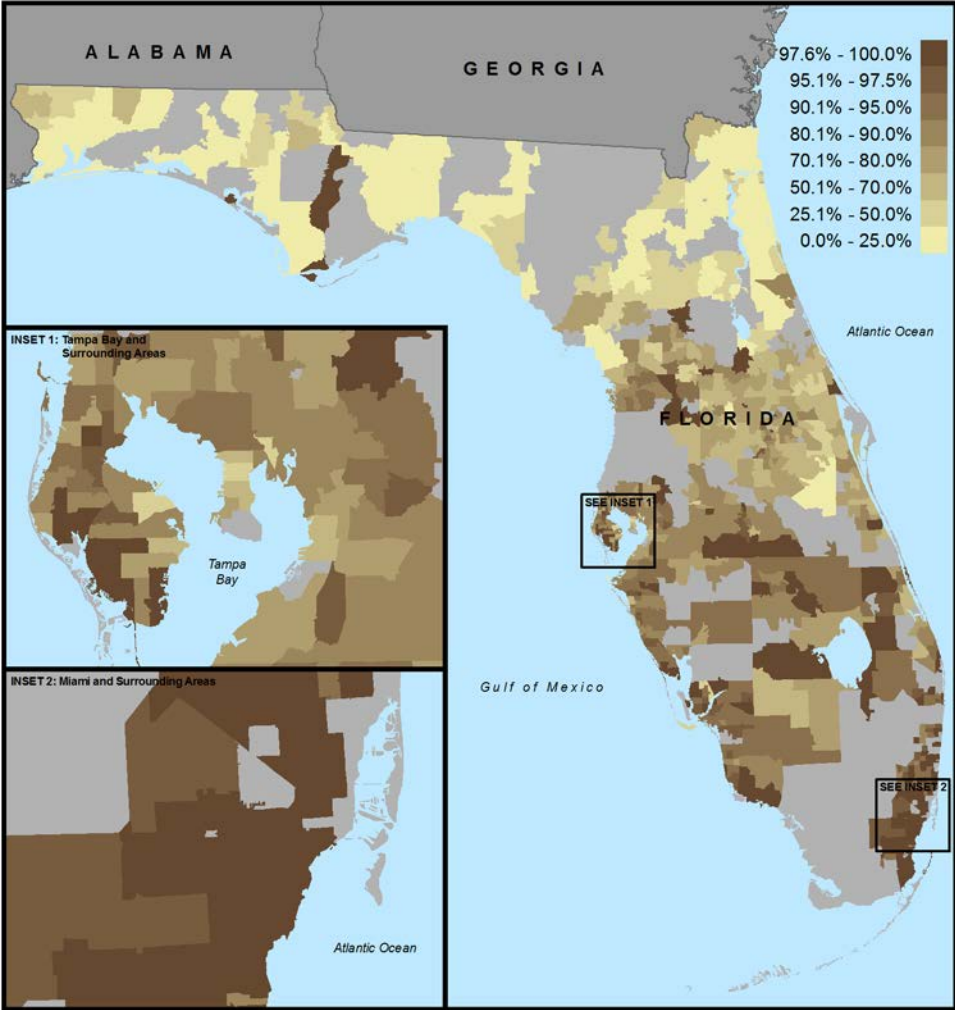 ALABAMA
GEORGIA
97.6% - 100.0%
95.1% - 97.5%
90.1% - 95.0%
80.1% - 90.0%
70.1% - 80.0%
50.1% - 70.0%
25.1% - 50.0%
0.0% - 25.0%
Atlantic Ocean
INSET 1: Tampa Bay and
Surrounding Areas
FLORIDA
SEE INSET 1
Tampa
Bay
INSET 2: Miami and Surrounding Areas
Gulf of Mexico
SEE INSET 2
Atlantic Ocean